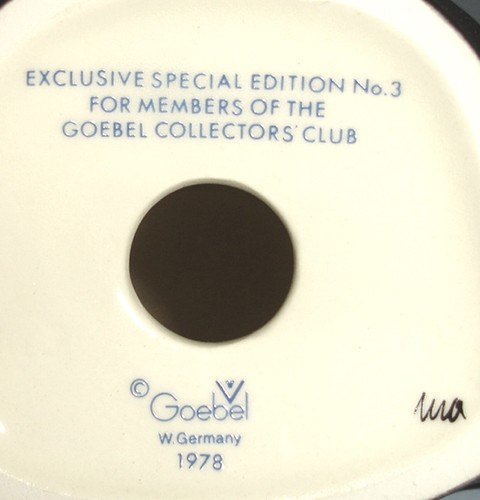 EXCLUSIVE SPECIAL EDITION No.3
FOR MEMBERS OF THE
GOEBEL COLLECTORS' CLUB
© Goebel
W.Germany
1978